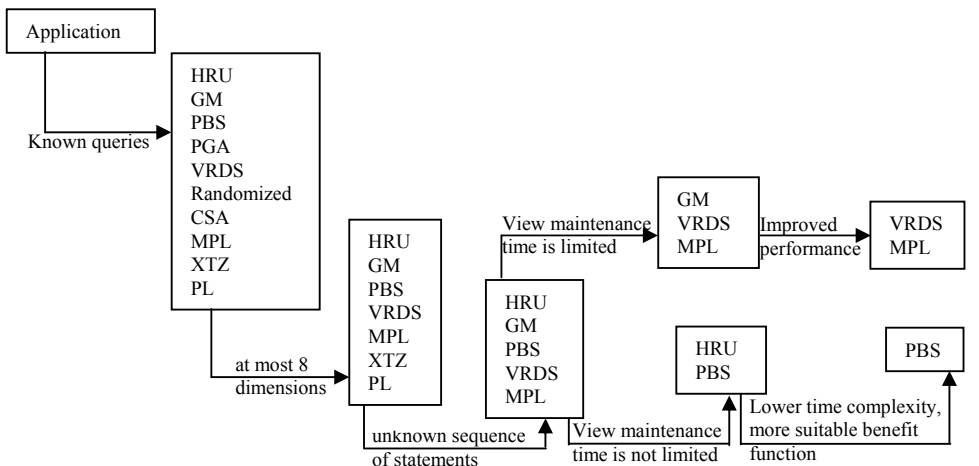 Application
Known queries
HRU
GM
PBS
PGA
VRDS
Randomized
CSA
MPL
XTZ
PL
at most 8
dimensions
HRU
GM
PBS
VRDS
MPL
XTZ
PL
unknown sequence
of statements
HRU
GM
PBS
VRDS
MPL
View maintenance
time is limited
GM
VRDS
MPL
Improved
performance
VRDS
MPL
View maintenance
time is not limited
HRU
PBS
Lower time complexity,
more suitable benefit
function
PBS